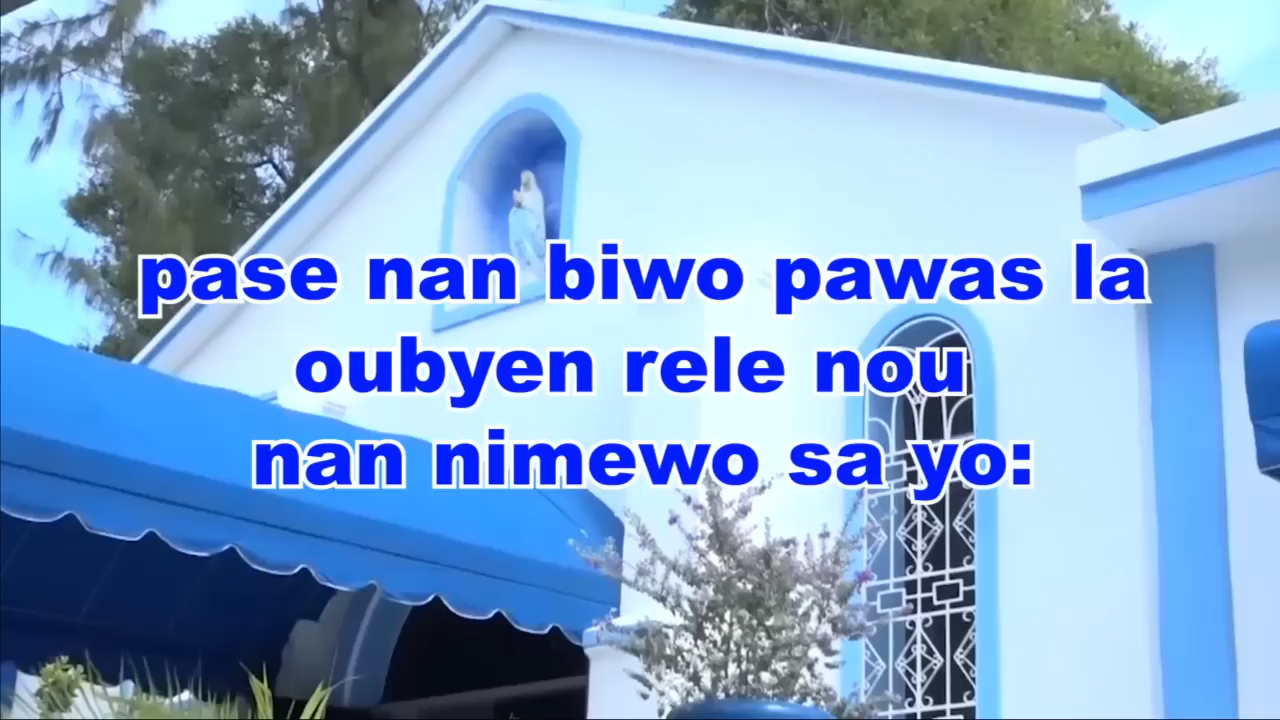 pase nan biwo pawas la
oubyen rele nou
nan nimewo sa yo: